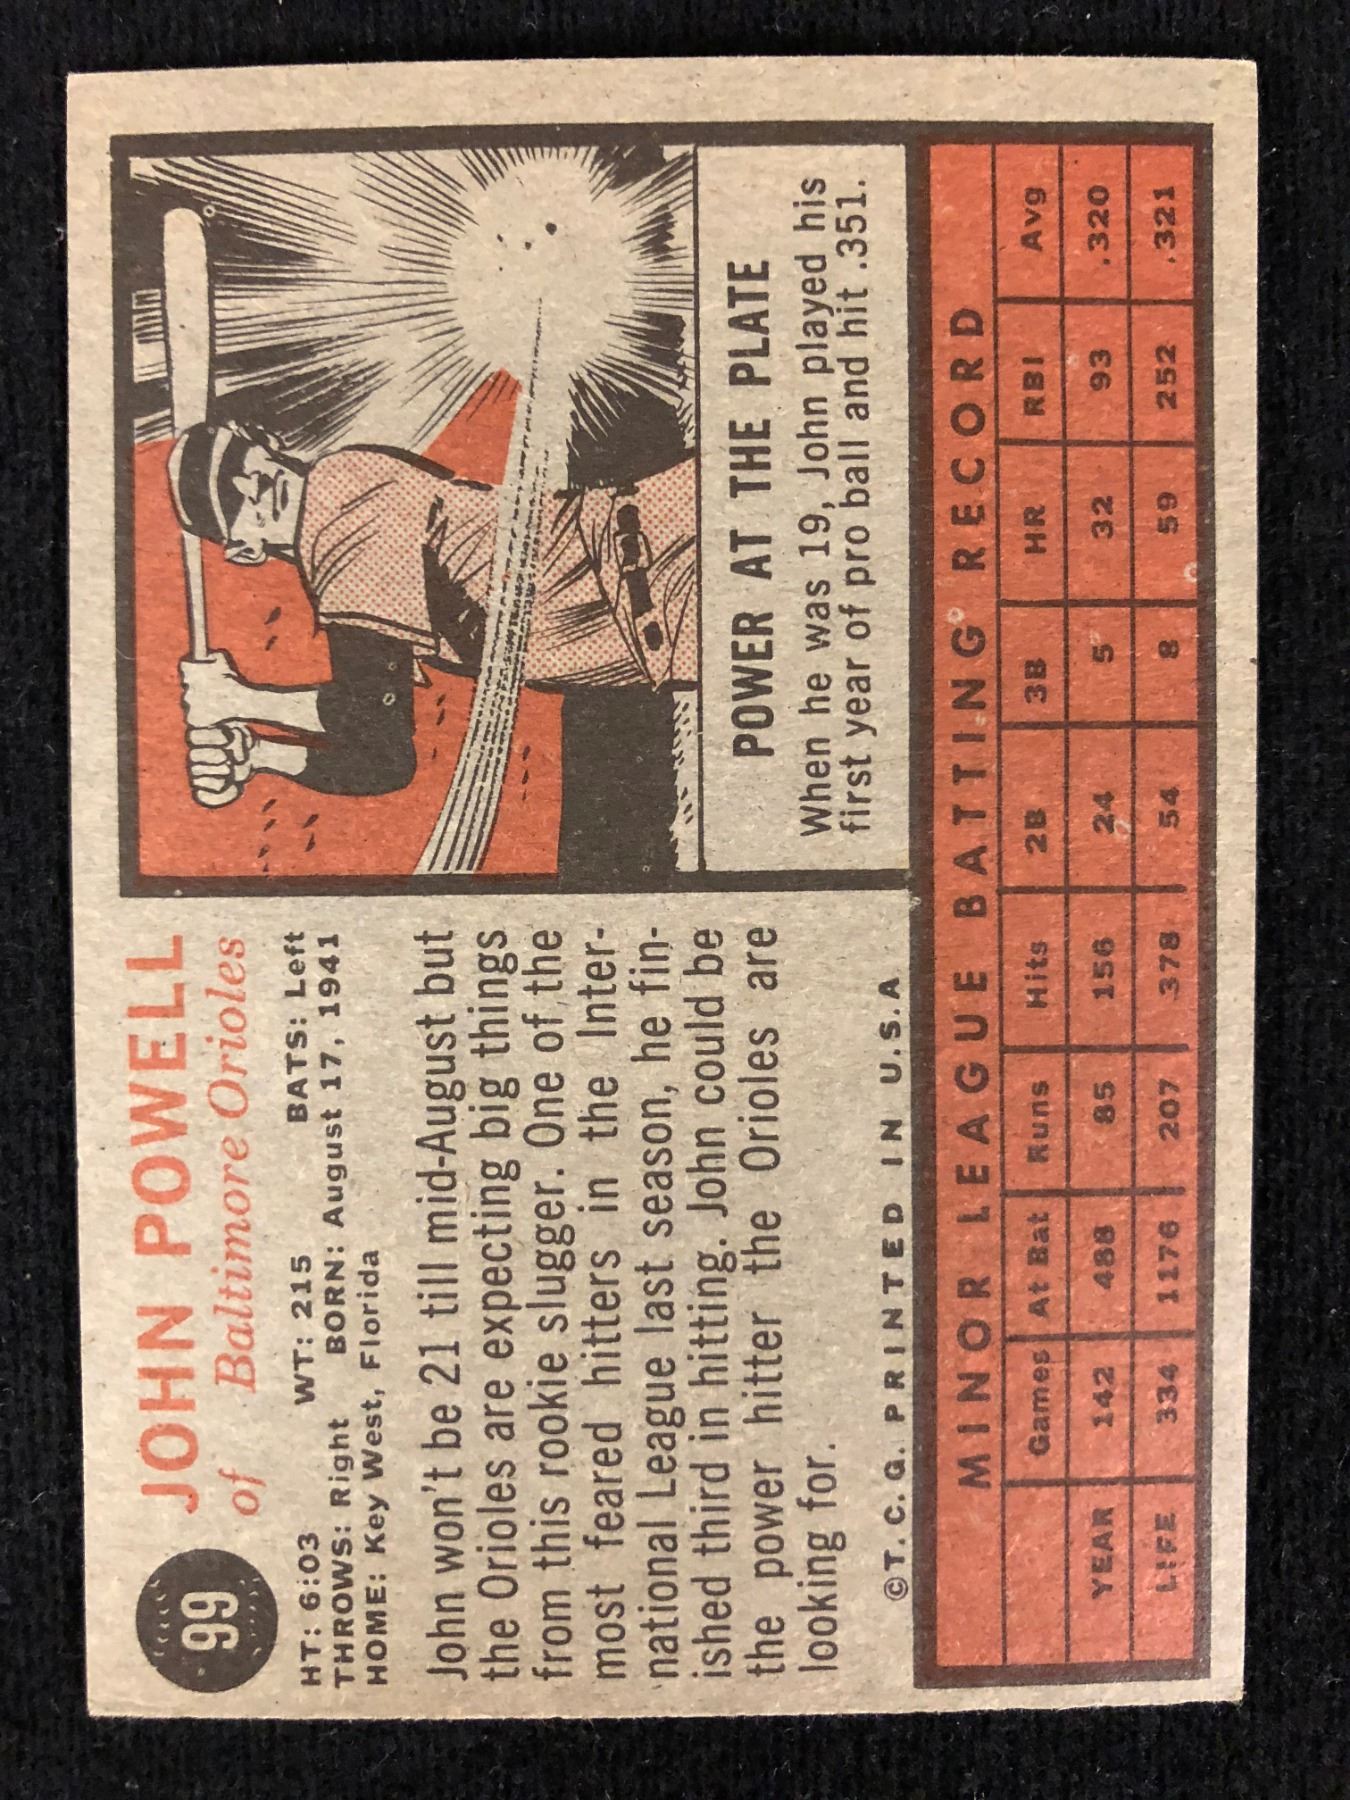 99
JOHN POWELL
of Baltimore Orioles
HT: 6:03 WT: 215 BATS: Left
THROWS: Right BORN: August 17, 1941
HOME: Key West, Florida
John won't be 21 till mid-August but
the Orioles are expecting big things
from this rookie slugger. One of the
most feared hitters in the Inter-
national League last season, he fin-
ished third in hitting. John could be
the power hitter the Orioles are
looking for.
©T. C. G. PRINTED IN U.S.A
POWER AT THE PLATE
When he was 19, John played his
first year of pro ball and hit .351.
MINOR LEAGUE BATTING RECORD
Games At Bat Runs Hits 2B 3B HR RBI Avg
YEAR 142 488 85 156 24 5 32 93 .320
LIFE 334 1176 207 378 54 8 59 252 .321